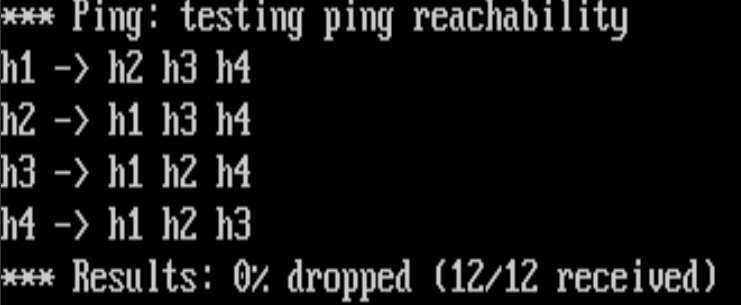 *** Ping: testing ping reachability
h1 -> h2 h3 h4
h2 -> h1 h3 h4
h3 -> h1 h2 h4
h4 -> h1 h2 h3
*** Results: 0% dropped (12/12 received)